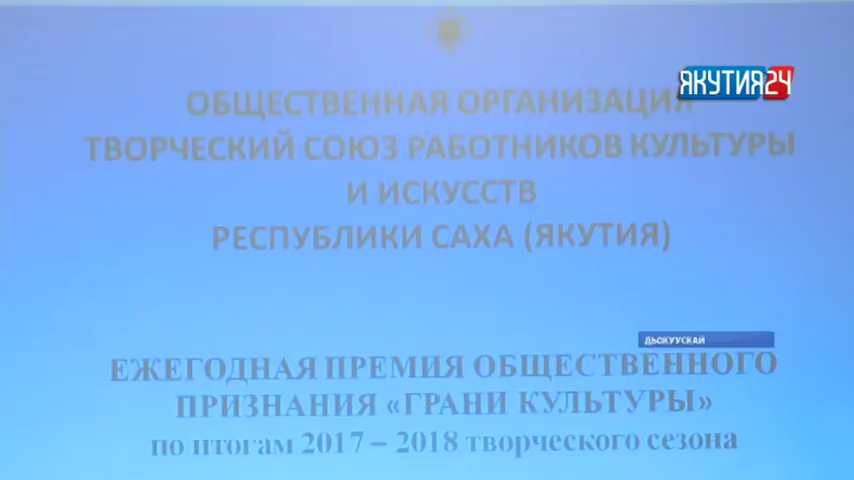 ЯКУТИЯ24
ОБЩЕСТВЕННАЯ ОРГАНИЗАЦИЯ
ТВОРЧЕСКИЙ СОЮЗ РАБОТНИКОВ КУЛЬТУРЫ
И ИСКУССТВ
РЕСПУБЛИКИ САХА (ЯКУТИЯ)
ДЬОКУУСКАЙ
ЕЖЕГОДНАЯ ПРЕМИЯ ОБЩЕСТВЕННОГО
ПРИЗНАНИЯ «ГРАНИ КУЛЬТУРЫ»
по итогам 2017 – 2018 творческого сезона